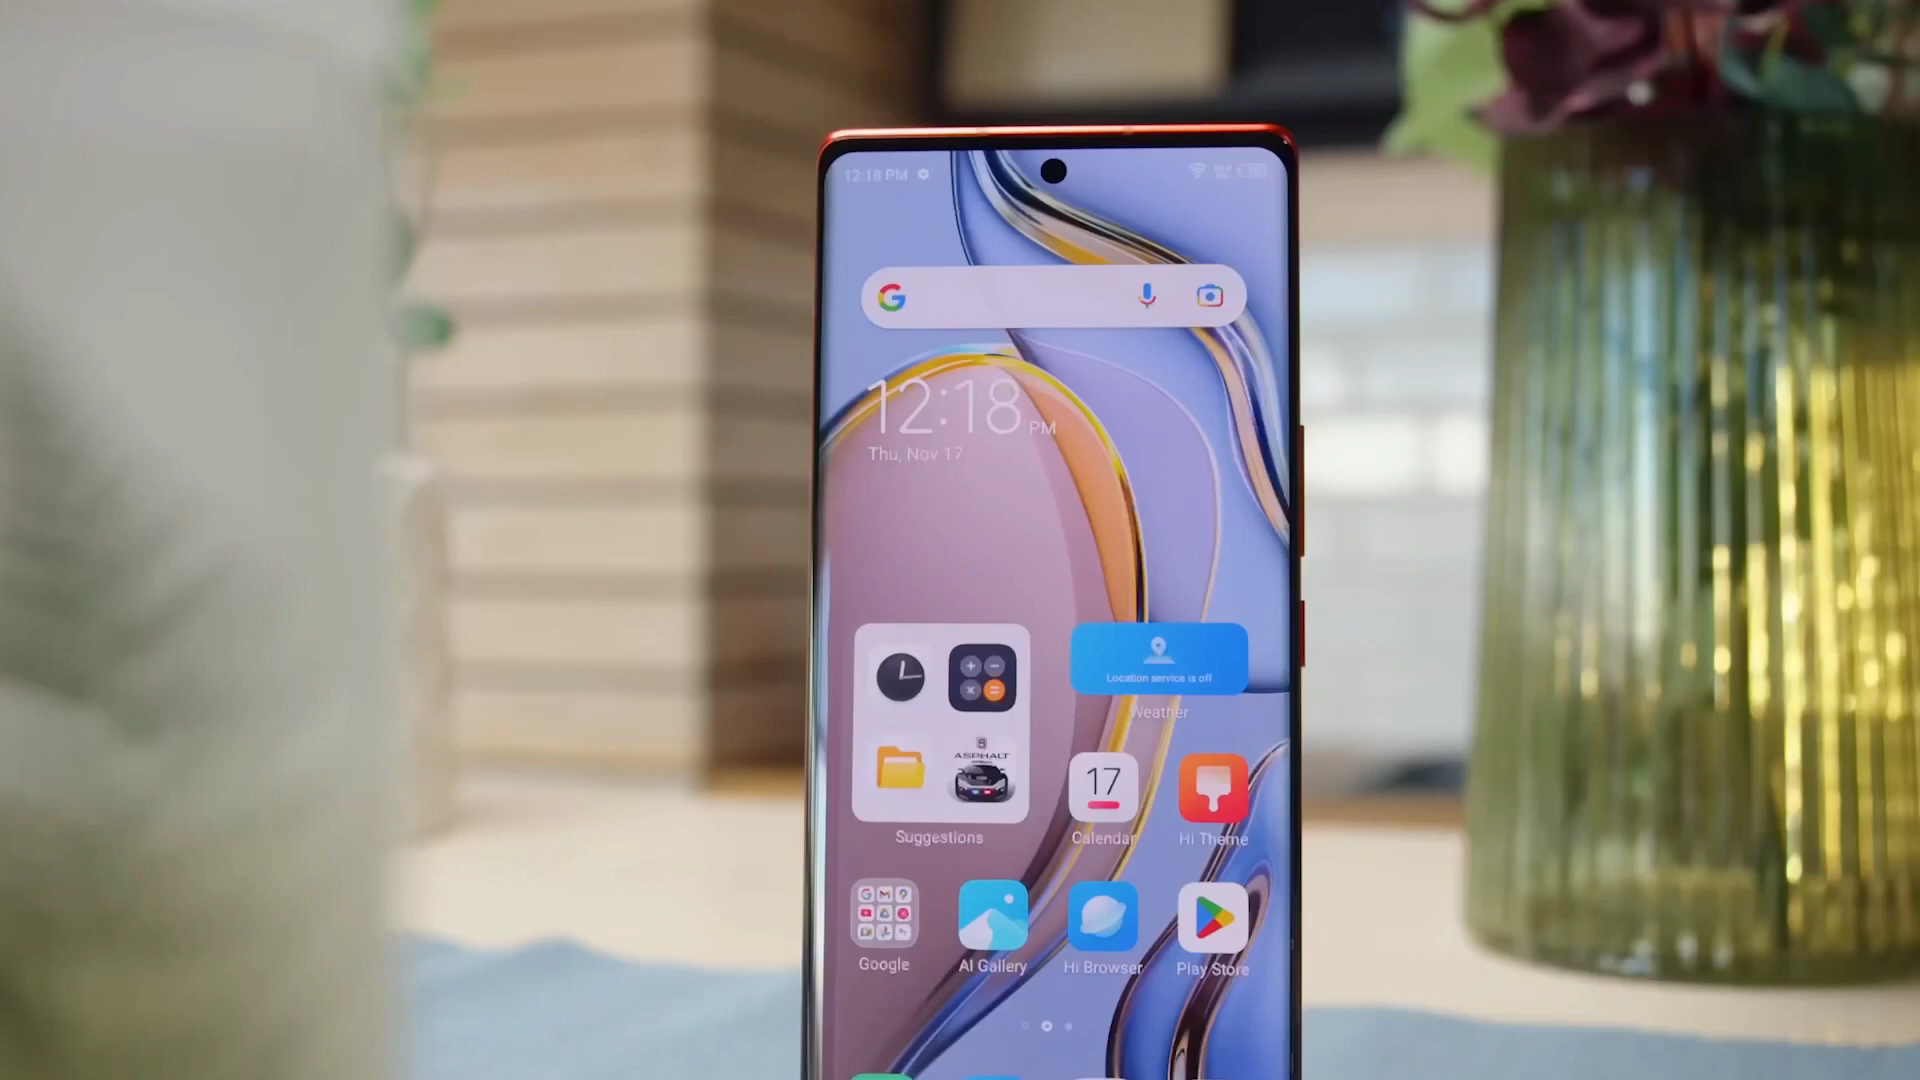 12:18 PM
12:18 PM
Thu, Nov 17
Location service is off
Weather
ASPHALT
17
Suggestions
Calendar
Hi Theme
Google
AI Gallery
Hi Browser
Play Store